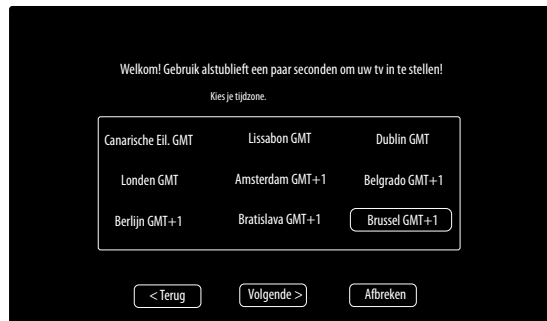 Welkom! Gebruik alstublieft een paar seconden om uw tv in te stellen!
Kies je tijdzone.
Canarische Eil. GMT Lissabon GMT Dublin GMT
Londen GMT Amsterdam GMT+1 Belgrado GMT+1
Berlijn GMT+1 Bratislava GMT+1 Brussel GMT+1
< Terug Volgende > Afbreken